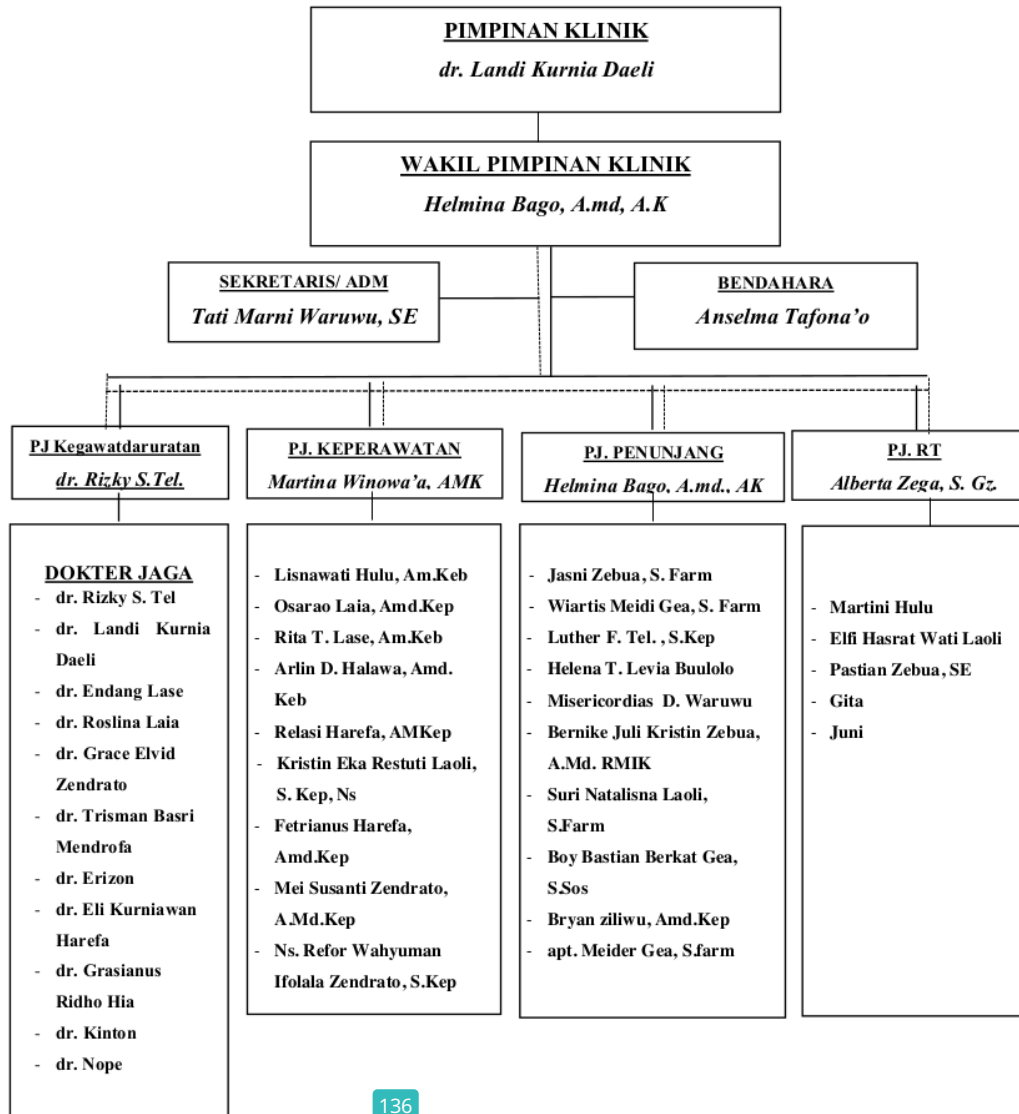 PIMPINAN KLINIK
dr. Landi Kurnia Daeli
WAKIL PIMPINAN KLINIK
Helmina Bago, A.md, A.K
SEKRETARIS/ ADM
Tati Marni Waruwu, SE
BENDAHARA
Anselma Tafona’o
PJ Kegawatdaruratan
dr. Rizky S.Tel.
PJ. KEPERAWATAN
Martina Winowa’a, AMK
PJ. PENUNJANG
Helmina Bago, A.md., AK
PJ. RT
Alberta Zega, S. Gz.
DOKTER JAGA
- dr. Rizky S. Tel
- dr. Landi Kurnia
Daeli
- dr. Endang Lase
- dr. Roslina Laia
- dr. Grace Elvid
Zendrato
- dr. Trisman Basri
Mendrofa
- dr. Erizon
- dr. Eli Kurniawan
Harefa
- dr. Grasianus
Ridho Hia
- dr. Kinton
- dr. Nope
- Lisnawati Hulu, Am.Keb
- Osarao Laia, Amd.Kep
- Rita T. Lase, Am.Keb
- Arlin D. Halawa, Amd.
Keb
- Relasi Harefa, AMKep
- Kristin Eka Restuti Laoli,
S. Kep, Ns
- Fetrianus Harefa,
Amd.Kep
- Mei Susanti Zendrato,
A.Md.Kep
- Ns. Refor Wahyuman
Ifolala Zendrato, S.Kep
- Jasni Zebua, S. Farm
- Wiartis Meidi Gea, S. Farm
- Luther F. Tel. , S.Kep
- Helena T. Levia Buulolo
- Misericordias D. Waruwu
- Bernike Juli Kristin Zebua,
A.Md. RMIK
- Suri Natalisna Laoli,
S.Farm
- Boy Bastian Berkat Gea,
S.Sos
- Bryan ziliwu, Amd.Kep
- apt. Meider Gea, S.farm
- Martini Hulu
- Elfi Hasrat Wati Laoli
- Pastian Zebua, SE
- Gita
- Juni
136